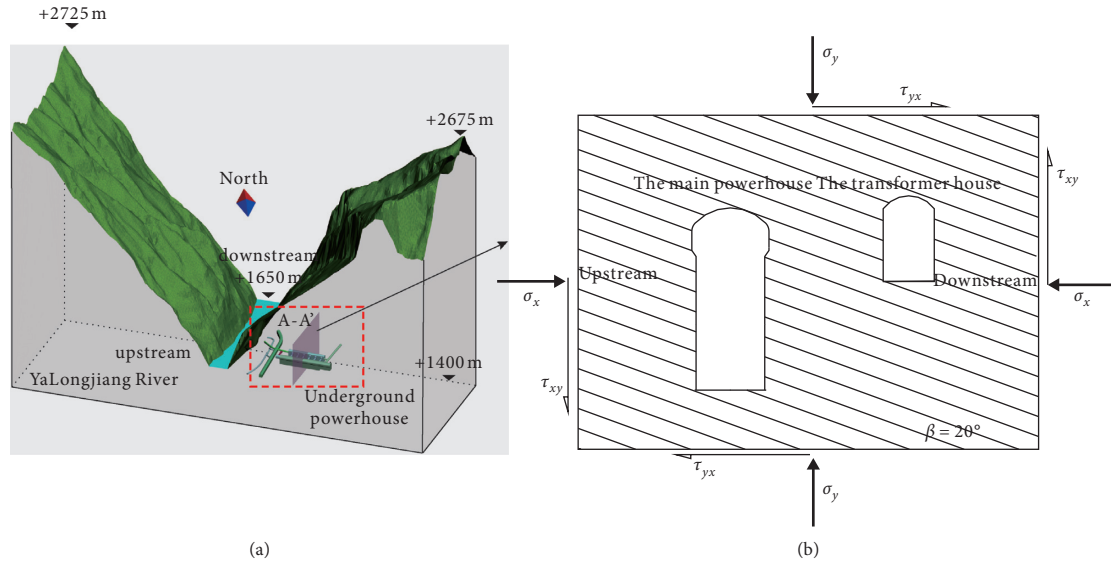 +2725 m
+2675 m
North
downstream
+1650 m
A-A'
upstream
+1400 m
YaLongjiang River
Underground
powerhouse
(a)
σy
τyx
τxy
The main powerhouse The transformer house
Upstream
Downstream
σx
σx
τxy
β = 20°
τyx
σy
(b)